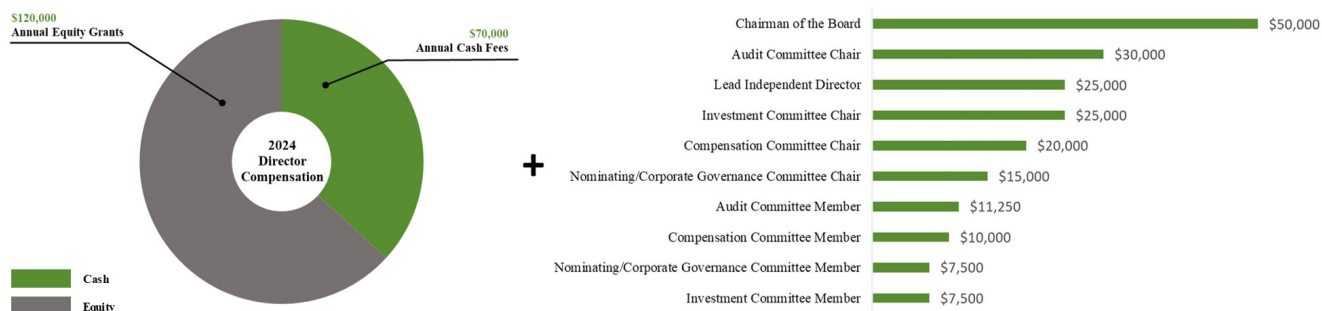 $120,000
Annual Equity Grants
$70,000
Annual Cash Fees
2024
Director
Compensation
Cash
Equity
+
Chairman of the Board $50,000
Audit Committee Chair $30,000
Lead Independent Director $25,000
Investment Committee Chair $25,000
Compensation Committee Chair $20,000
Nominating/Corporate Governance Committee Chair $15,000
Audit Committee Member $11,250
Compensation Committee Member $10,000
Nominating/Corporate Governance Committee Member $7,500
Investment Committee Member $7,500